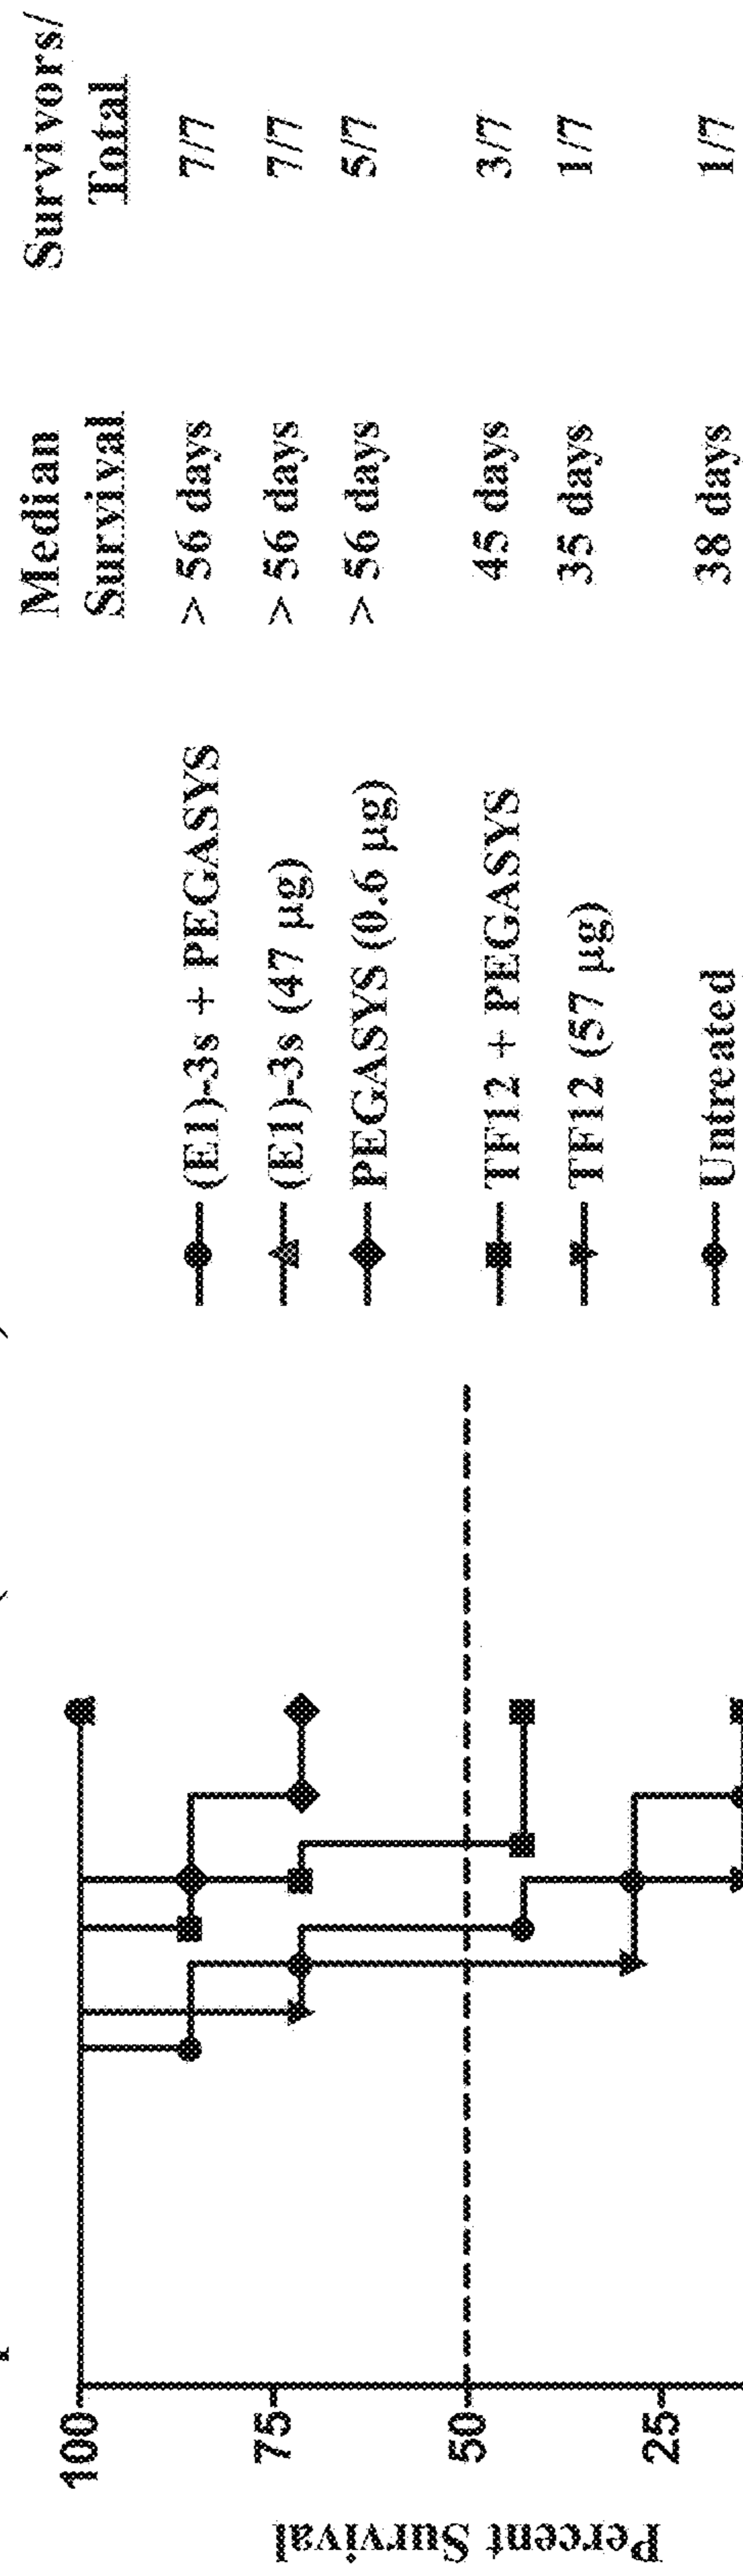 Median Survivors/
Survival Total
(E1)-3s + PEGASYS > 56 days 7/7
(E1)-3s (47 µg) > 56 days 7/7
PEGASYS (0.6 µg) > 56 days 5/7
TF12 + PEGASYS 45 days 3/7
TF12 (57 µg) 35 days 1/7
Untreated 38 days 1/7
100
75
50
25
Percent Survival